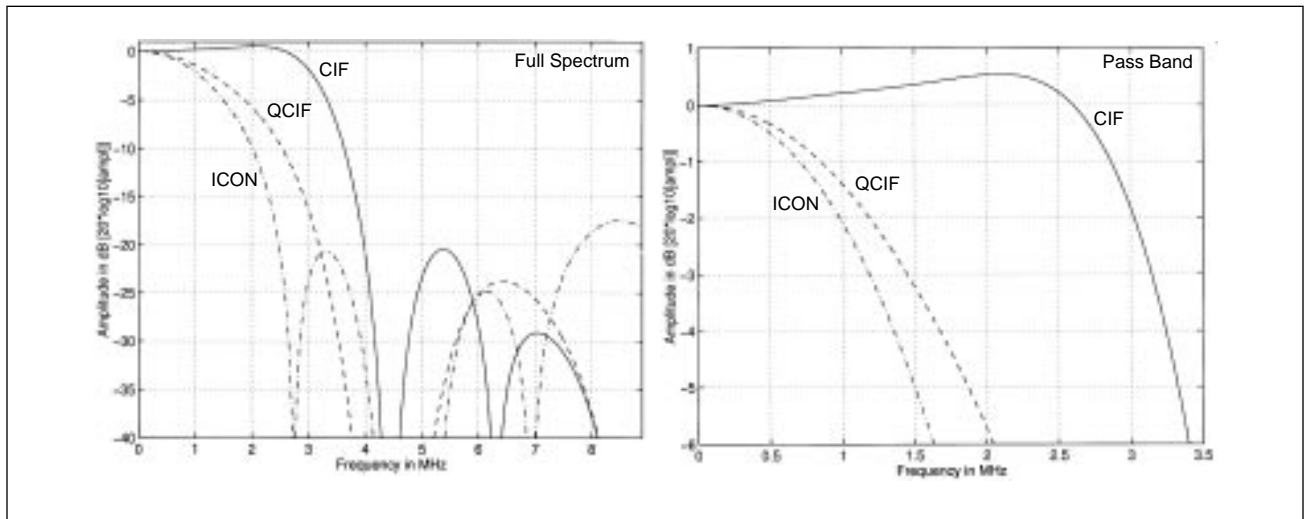 Full Spectrum
CIF
QCIF
ICON
0
-5
-10
-15
-20
-25
-30
-35
-40
0 1 2 3 4 5 6 7 8
Amplitude in dB [20*log10[ampl]]
Frequency in MHz
Pass Band
CIF
QCIF
ICON
1
0
-1
-2
-3
-4
-5
-6
0 0.5 1 1.5 2 2.5 3 3.5
Amplitude in dB [20*log10[ampl]]
Frequency in MHz